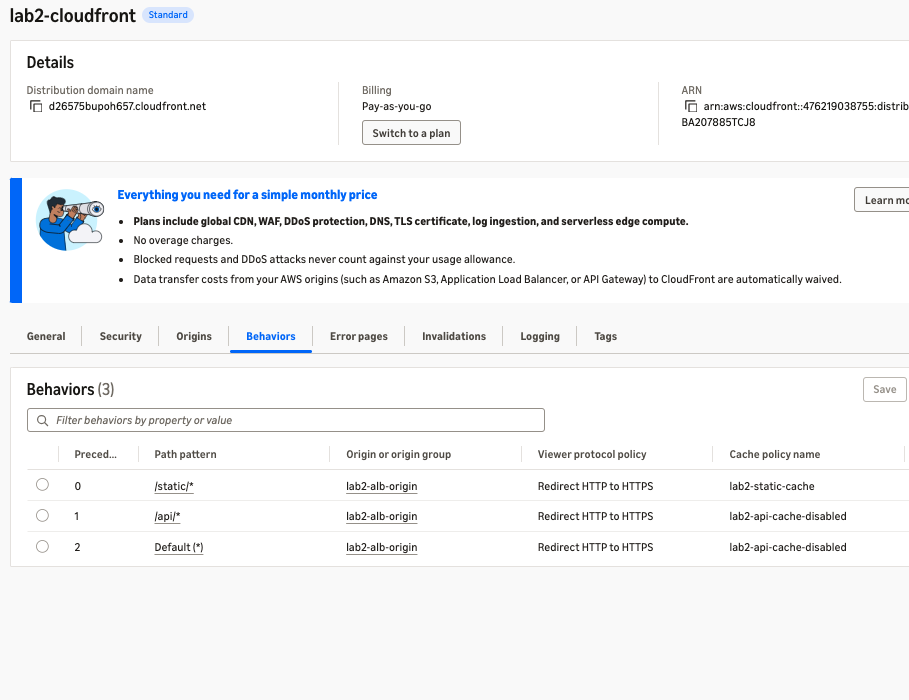 lab2-cloudfront Standard
Details
Distribution domain name
d26575bupoh657.cloudfront.net
Billing
Pay-as-you-go
Switch to a plan
ARN
arn:aws:cloudfront::476219038755:distrib
BA207885TCJ8
Everything you need for a simple monthly price
Learn mo
• Plans include global CDN, WAF, DDoS protection, DNS, TLS certificate, log ingestion, and serverless edge compute.
• No overage charges.
• Blocked requests and DDoS attacks never count against your usage allowance.
• Data transfer costs from your AWS origins (such as Amazon S3, Application Load Balancer, or API Gateway) to CloudFront are automatically waived.
General Security Origins Behaviors Error pages Invalidations Logging Tags
Behaviors (3)
Save
Filter behaviors by property or value
Preced... Path pattern Origin or origin group Viewer protocol policy Cache policy name
0 /static/* lab2-alb-origin Redirect HTTP to HTTPS lab2-static-cache
1 /api/* lab2-alb-origin Redirect HTTP to HTTPS lab2-api-cache-disabled
2 Default (*) lab2-alb-origin Redirect HTTP to HTTPS lab2-api-cache-disabled